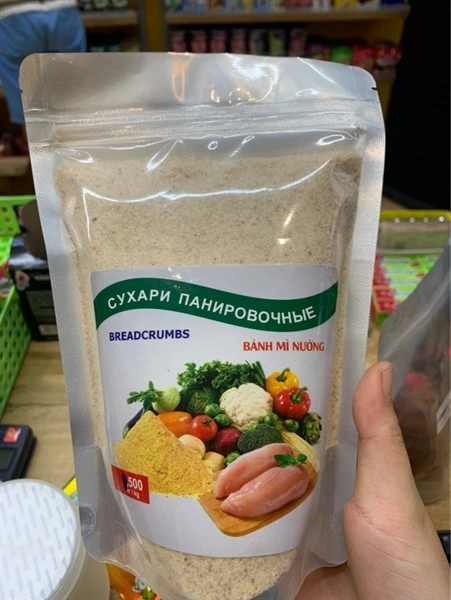 СУХАРИ ПАНИРОВОЧНЫЕ
BREADCRUMBS
BÁNH MÌ NƯỚNG
500